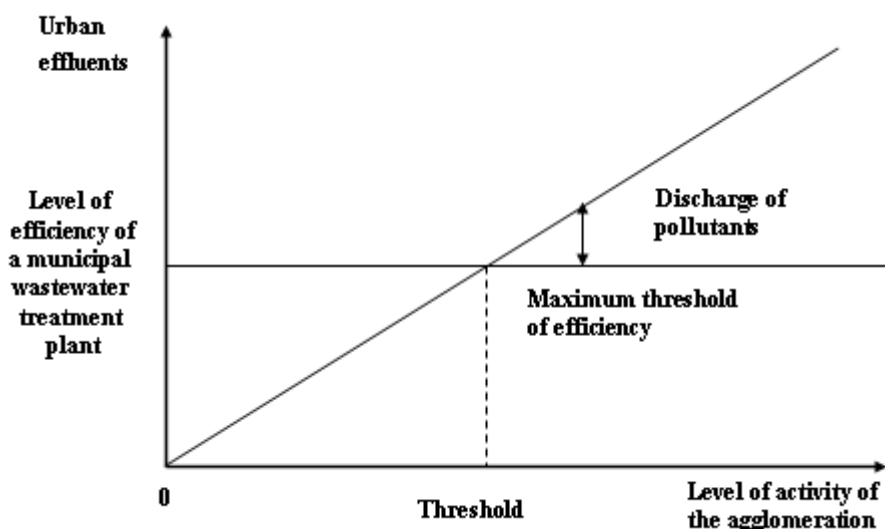 Urban
effluents
Level of
efficiency of
a municipal
wastewater
treatment
plant
Discharge of
pollutants
Maximum threshold
of efficiency
0
Threshold
Level of activity of
the agglomeration